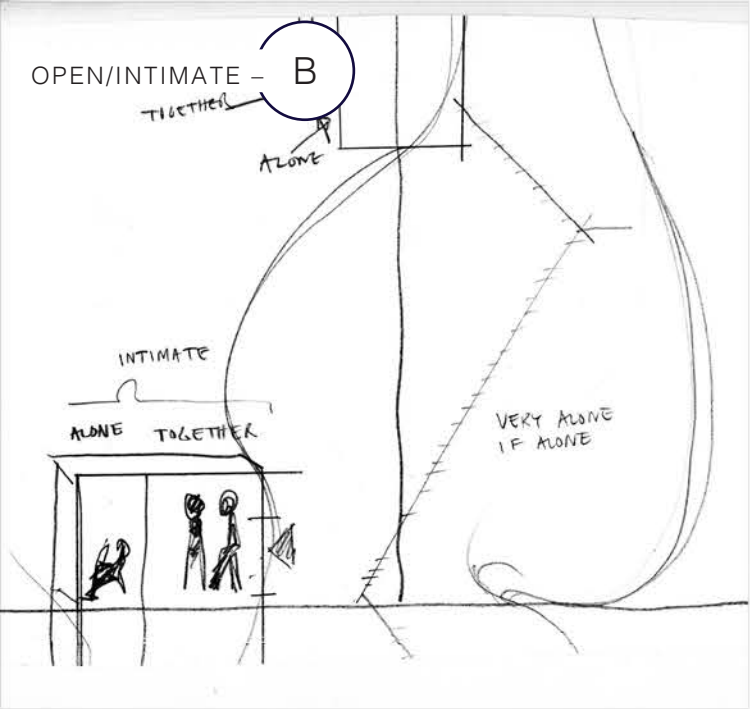 OPEN/INTIMATE – B
TOGETHER
ALONE
INTIMATE
ALONE TOGETHER
VERY ALONE
IF ALONE